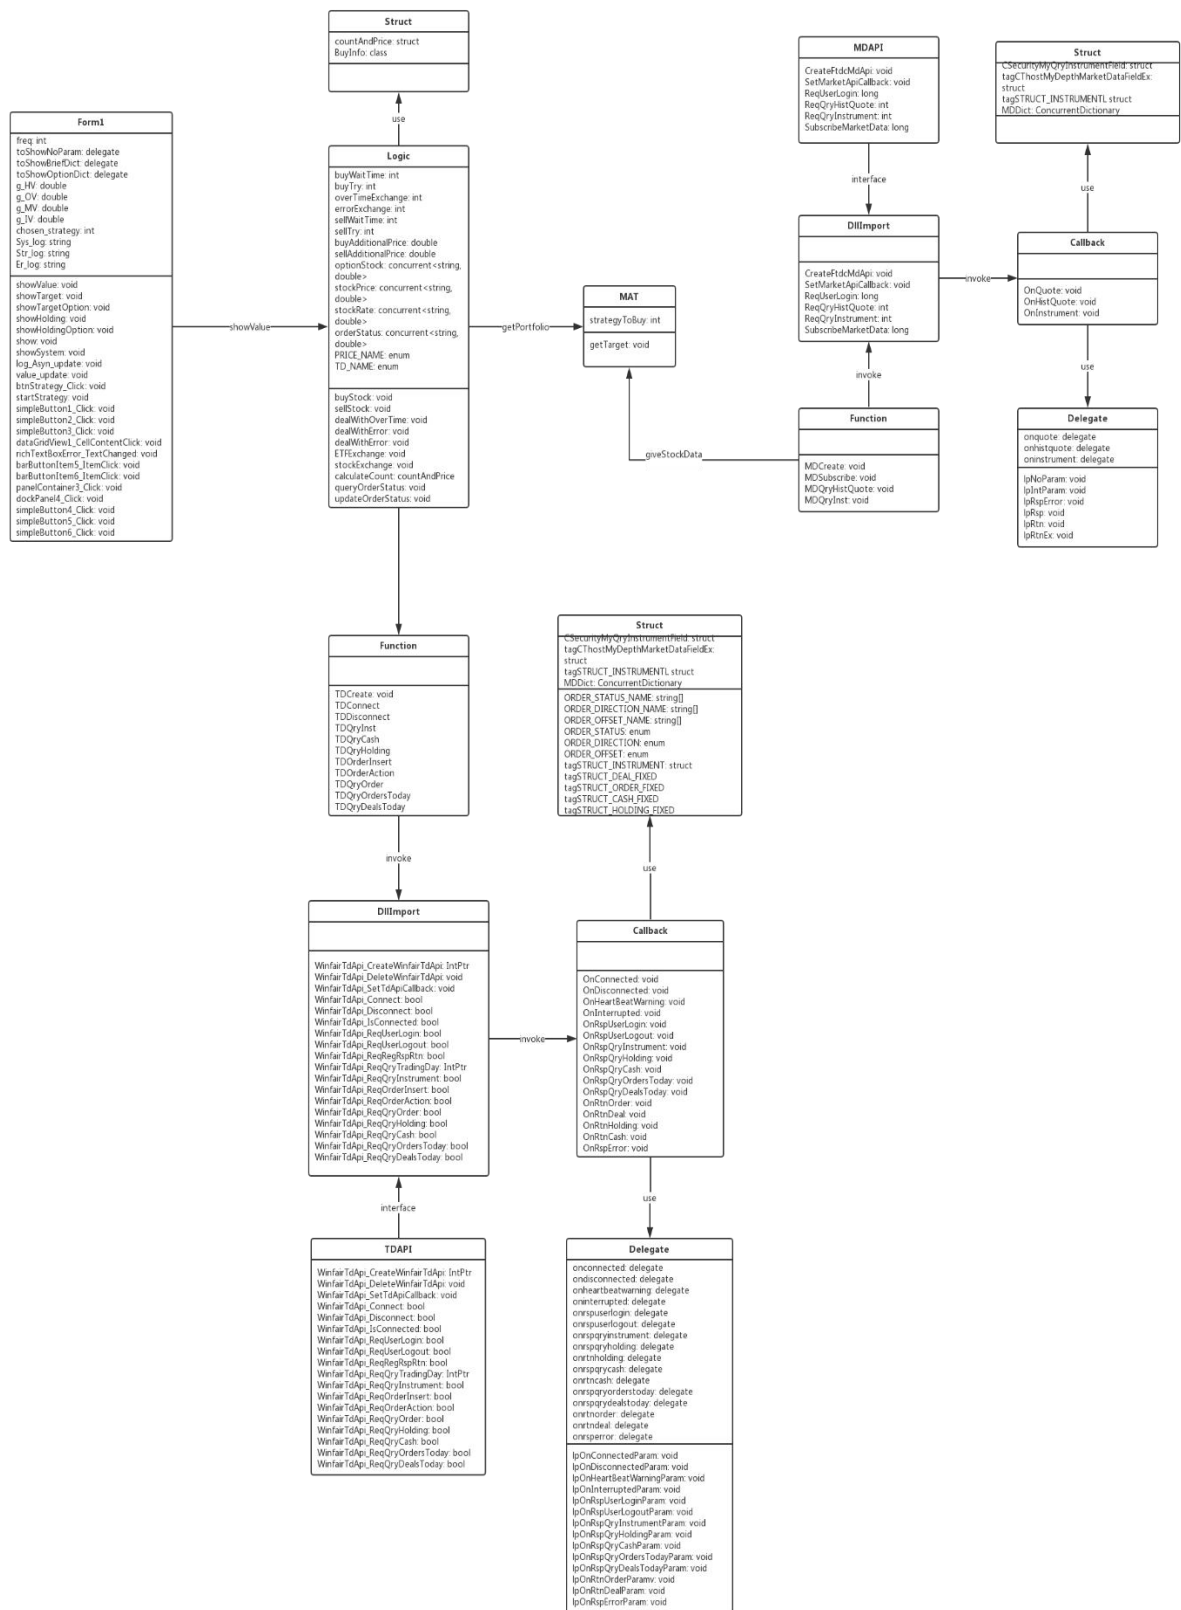 Struct
countAndPrice: struct
BuyInfo: class
use
Form1
freq: int
toShowNoParam: delegate
toShowBriefDict: delegate
toShowOptionDict: delegate
g_HV: double
g_OV: double
g_MV: double
g_IV: double
chosen_strategy: int
Sys_log: string
Str_log: string
Er_log: string
showValue: void
showTarget: void
showTargetOption: void
showHolding: void
showHoldingOption: void
show: void
showSystem: void
log_Asyn_update: void
value_update: void
btnStrategy_Click: void
startStrategy: void
simpleButton1_Click: void
simpleButton2_Click: void
simpleButton3_Click: void
dataGridView1_CellContentClick: void
richTextBoxError_TextChanged: void
barButtonItem5_ItemClick: void
barButtonItem6_ItemClick: void
panelContainer3_Click: void
dockPanel4_Click: void
simpleButton4_Click: void
simpleButton5_Click: void
simpleButton6_Click: void
showValue
Logic
buyWaitTime: int
buyTry: int
overTimeExchange: int
errorExchange: int
sellWaitTime: int
sellTry: int
buyAdditionalPrice: double
sellAdditionalPrice: double
optionStock: concurrent<string,
double>
stockPrice: concurrent<string,
double>
stockRate: concurrent<string,
double>
orderStatus: concurrent<string,
double>
PRICE_NAME: enum
TD_NAME: enum
buyStock: void
sellStock: void
dealWithOverTime: void
dealWithError: void
dealWithError: void
ETFExchange: void
stockExchange: void
calculateCount: countAndPrice
queryOrderStatus: void
updateOrderStatus: void
getPortfolio
MAT
strategyToBuy: int
getTarget: void
giveStockData
MDAPI
CreateFtdcMdApi: void
SetMarketApiCallback: void
ReqUserLogin: long
ReqQryHistQuote: int
ReqQryInstrument: int
SubscribeMarketData: long
interface
DllImport
CreateFtdcMdApi: void
SetMarketApiCallback: void
ReqUserLogin: long
ReqQryHistQuote: int
ReqQryInstrument: int
SubscribeMarketData: long
invoke
Function
MDCreate: void
MDSubscribe: void
MDQryHistQuote: void
MDQryInst: void
invoke
Struct
CSecurityMyQryInstrumentField: struct
tagCThostMyDepthMarketDataFieldEx:
struct
tagSTRUCT_INSTRUMENTL struct
MDDict: ConcurrentDictionary
use
Callback
OnQuote: void
OnHistQuote: void
OnInstrument: void
use
Delegate
onquote: delegate
onhistquote: delegate
oninstrument: delegate
lpNoParam: void
lpIntParam: void
lpRspError: void
lpRsp: void
lpRtn: void
lpRtnEx: void
Function
TDCreate: void
TDConnect
TDDisconnect
TDQryInst
TDQryCash
TDQryHolding
TDOrderInsert
TDOrderAction
TDQryOrder
TDQryOrdersToday
TDQryDealsToday
invoke
DllImport
WinfairTdApi_CreateWinfairTdApi: IntPtr
WinfairTdApi_DeleteWinfairTdApi: void
WinfairTdApi_SetTdApiCallback: void
WinfairTdApi_Connect: bool
WinfairTdApi_Disconnect: bool
WinfairTdApi_IsConnected: bool
WinfairTdApi_ReqUserLogin: bool
WinfairTdApi_ReqUserLogout: bool
WinfairTdApi_ReqRegRspRtn: bool
WinfairTdApi_ReqQryTradingDay: IntPtr
WinfairTdApi_ReqQryInstrument: bool
WinfairTdApi_ReqOrderInsert: bool
WinfairTdApi_ReqOrderAction: bool
WinfairTdApi_ReqQryOrder: bool
WinfairTdApi_ReqQryHolding: bool
WinfairTdApi_ReqQryCash: bool
WinfairTdApi_ReqQryOrdersToday: bool
WinfairTdApi_ReqQryDealsToday: bool
interface
TDAPI
WinfairTdApi_CreateWinfairTdApi: IntPtr
WinfairTdApi_DeleteWinfairTdApi: void
WinfairTdApi_SetTdApiCallback: void
WinfairTdApi_Connect: bool
WinfairTdApi_Disconnect: bool
WinfairTdApi_IsConnected: bool
WinfairTdApi_ReqUserLogin: bool
WinfairTdApi_ReqUserLogout: bool
WinfairTdApi_ReqRegRspRtn: bool
WinfairTdApi_ReqQryTradingDay: IntPtr
WinfairTdApi_ReqQryInstrument: bool
WinfairTdApi_ReqOrderInsert: bool
WinfairTdApi_ReqOrderAction: bool
WinfairTdApi_ReqQryOrder: bool
WinfairTdApi_ReqQryHolding: bool
WinfairTdApi_ReqQryCash: bool
WinfairTdApi_ReqQryOrdersToday: bool
WinfairTdApi_ReqQryDealsToday: bool
invoke
Struct
CSecurityMyQryInstrumentField: struct
tagCThostMyDepthMarketDataFieldEx:
struct
tagSTRUCT_INSTRUMENTL struct
MDDict: ConcurrentDictionary
ORDER_STATUS_NAME: string[]
ORDER_DIRECTION_NAME: string[]
ORDER_OFFSET_NAME: string[]
ORDER_STATUS: enum
ORDER_DIRECTION: enum
ORDER_OFFSET: enum
tagSTRUCT_INSTRUMENT: struct
tagSTRUCT_DEAL_FIXED
tagSTRUCT_ORDER_FIXED
tagSTRUCT_CASH_FIXED
tagSTRUCT_HOLDING_FIXED
use
Callback
OnConnected: void
OnDisconnected: void
OnHeartBeatWarning: void
OnInterrupted: void
OnRspUserLogin: void
OnRspUserLogout: void
OnRspQryInstrument: void
OnRspQryHolding: void
OnRspQryCash: void
OnRspQryOrdersToday: void
OnRspQryDealsToday: void
OnRtnOrder: void
OnRtnDeal: void
OnRtnHolding: void
OnRtnCash: void
OnRspError: void
use
Delegate
onconnected: delegate
ondisconnected: delegate
onheartbeatwarning: delegate
oninterrupted: delegate
onrspuserlogin: delegate
onrspuserlogout: delegate
onrspqryinstrument: delegate
onrspqryholding: delegate
onrtnholding: delegate
onrspqrycash: delegate
onrtncash: delegate
onrspqryorderstoday: delegate
onrspqrydealstoday: delegate
onrtnorder: delegate
onrtndeal: delegate
onrsperror: delegate
lpOnConnectedParam: void
lpOnDisconnectedParam: void
lpOnHeartBeatWarningParam: void
lpOnInterruptedParam: void
lpOnRspUserLoginParam: void
lpOnRspUserLogoutParam: void
lpOnRspQryInstrumentParam: void
lpOnRspQryHoldingParam: void
lpOnRspQryCashParam: void
lpOnRspQryOrdersTodayParam: void
lpOnRspQryDealsTodayParam: void
lpOnRtnOrderParamv: void
lpOnRtnDealParam: void
lpOnRspErrorParam: void